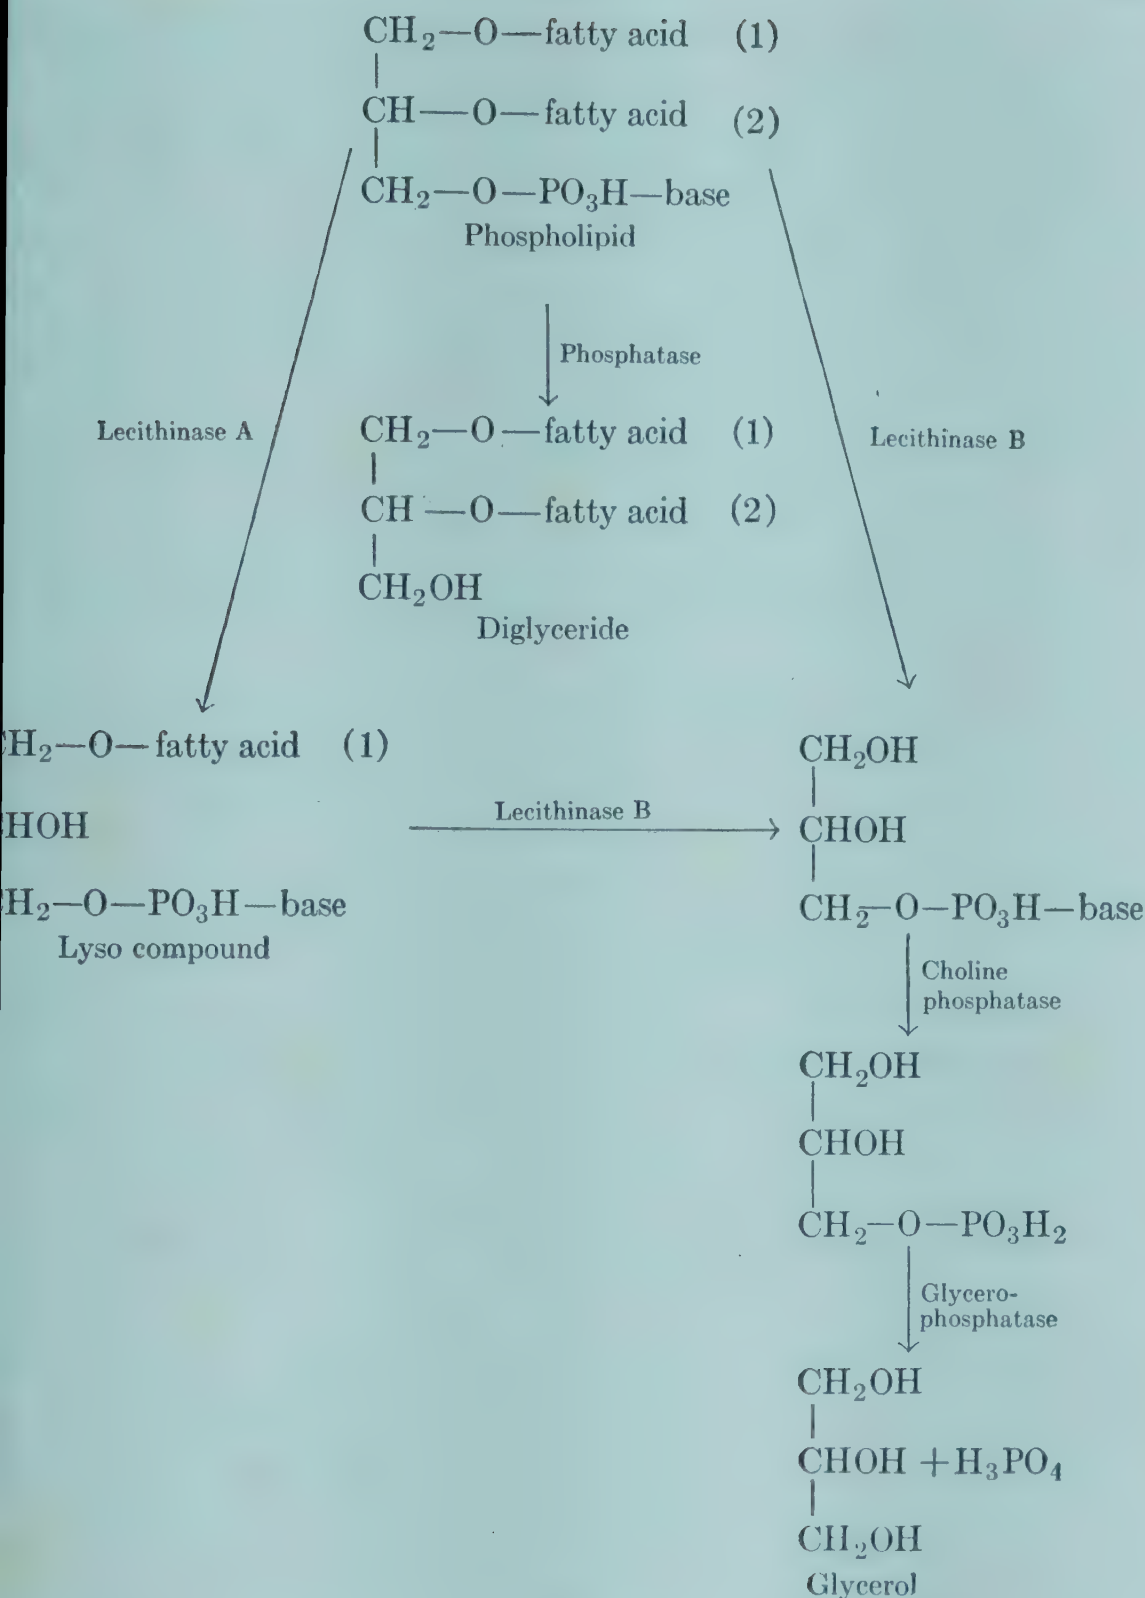 CH₂—O—fatty acid (1)
CH—O—fatty acid (2)
CH₂—O—PO₃H—base
Phospholipid
Phosphatase
Lecithinase A
Lecithinase B
CH₂—O—fatty acid (1)
CH—O—fatty acid (2)
CH₂OH
Diglyceride
H₂—O—fatty acid (1)
HOH
H₂—O—PO₃H—base
Lyso compound
Lecithinase B
CH₂OH
CHOH
CH₂—O—PO₃H—base
Choline
phosphatase
CH₂OH
CHOH
CH₂—O—PO₃H₂
Glycero-
phosphatase
CH₂OH
CHOH + H₃PO₄
CH₂OH
Glycerol